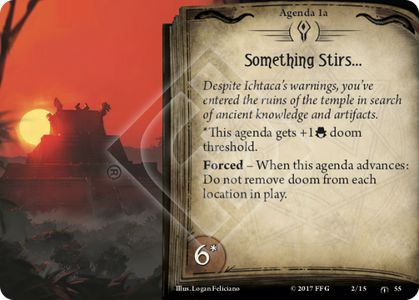 Agenda 1a
Something Stirs...
Despite Ichtaca's warnings, you've
entered the ruins of the temple in search
of ancient knowledge and artifacts.
*This agenda gets +1 doom
threshold.
Forced – When this agenda advances:
Do not remove doom from each
location in play.
6*
Illus. Logan Feliciano © 2017 FFG 2/15 55
®